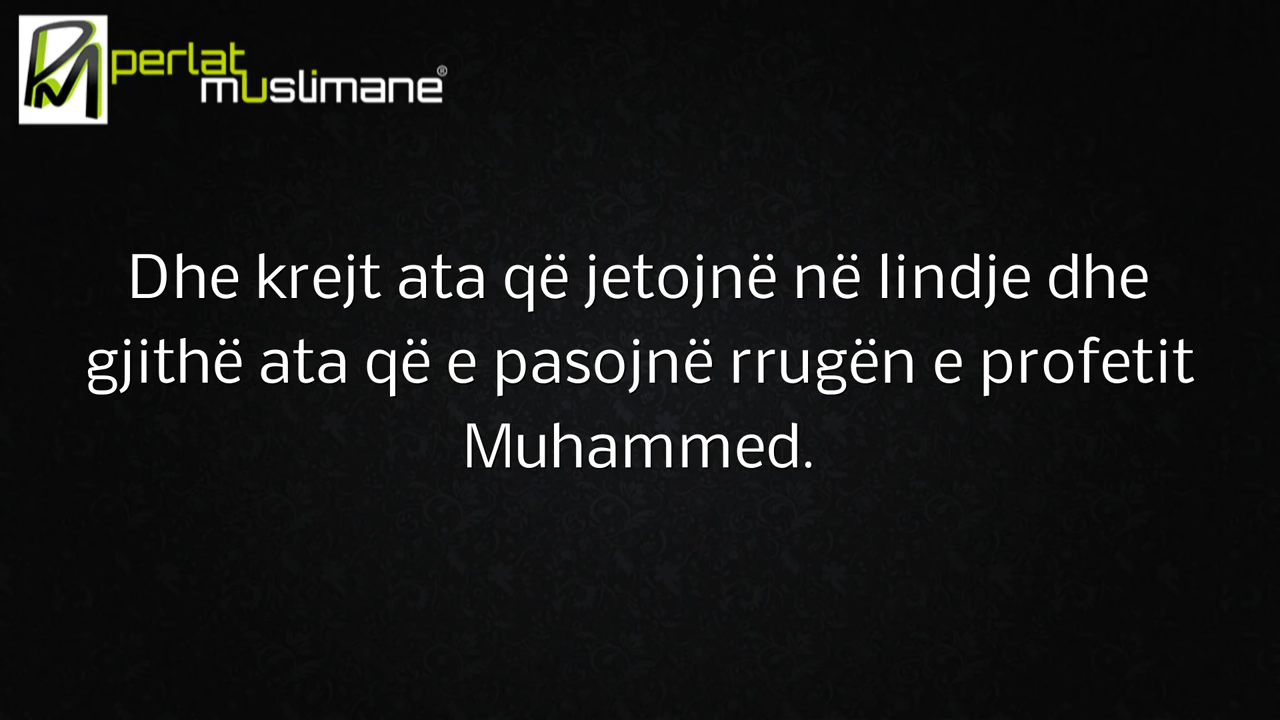 perlat
muslimane®
Dhe krejt ata që jetojnë në lindje dhe
gjithë ata që e pasojnë rrugën e profetit
Muhammed.